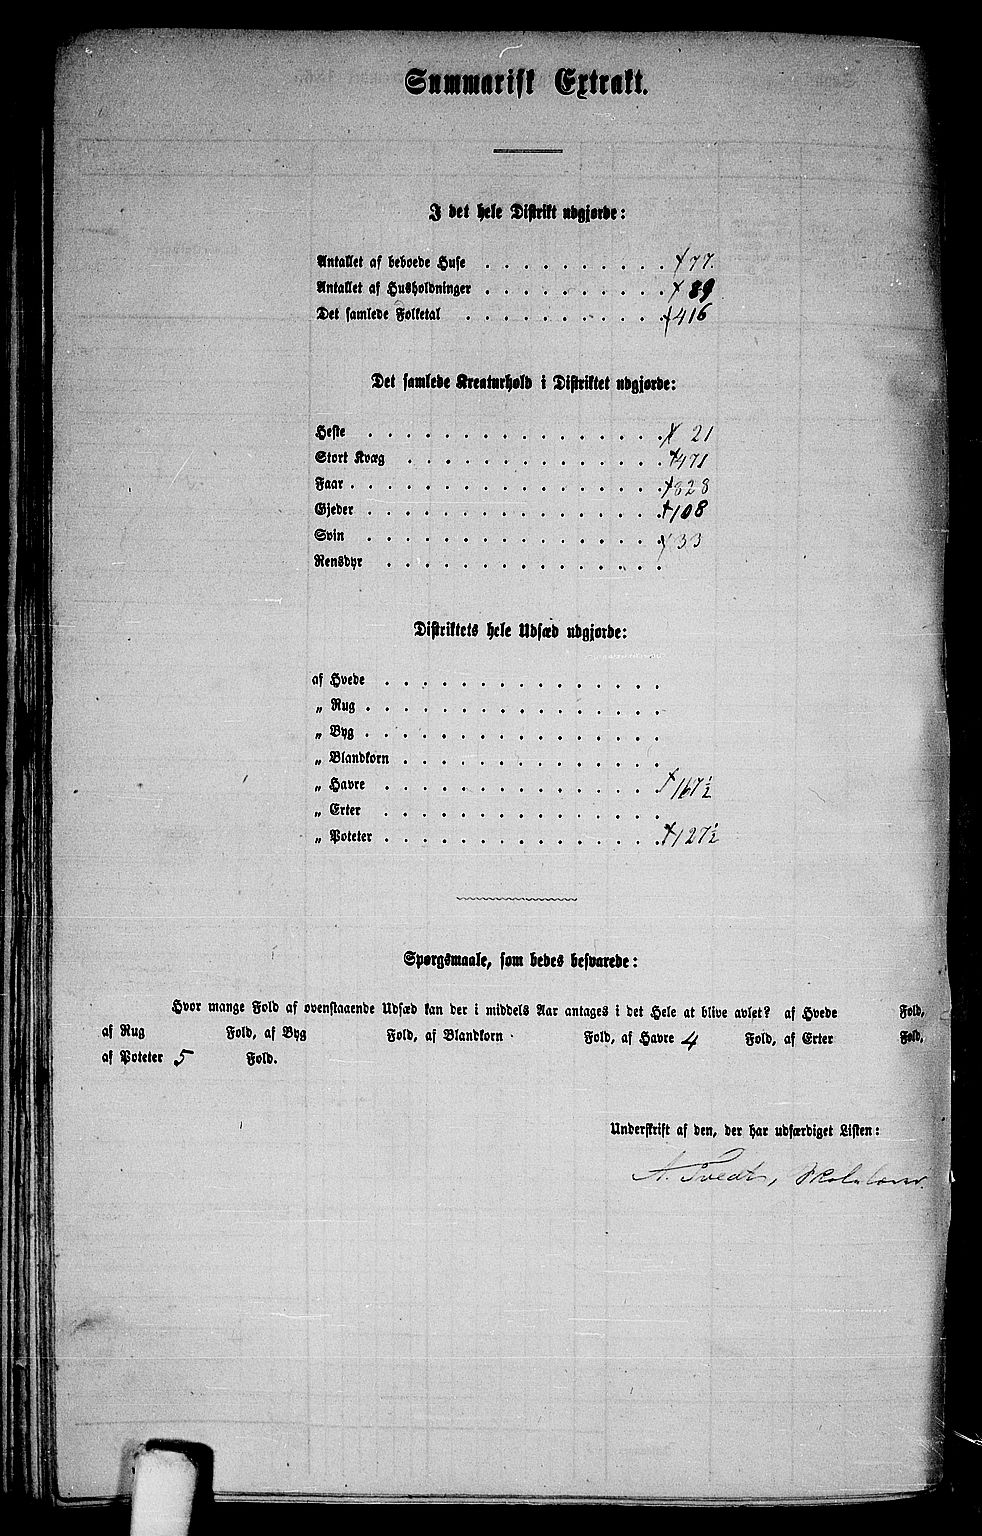 Summarisk Extrakt.
I det hele Distrikt udgjorde:
Antallet af beboede Huse . . . . . . . . . . 77.
Antallet af Husholdninger . . . . . . . . . . 89
Det samlede Folketal . . . . . . . . . . . 416
Det samlede Kreaturhold i Distriktet udgjorde:
Heste . . . . . . . . . . . . . . . . 21
Stort Kvæg . . . . . . . . . . . . . . 471
Faar . . . . . . . . . . . . . . . . . 828
Gjeder . . . . . . . . . . . . . . . . 108
Svin . . . . . . . . . . . . . . . . 33
Rensdyr . . . . . . . . . . . . . . .
Distriktets hele Udsæd udgjorde:
af Hvede . . . . . . . . . . . . . . .
„ Rug . . . . . . . . . . . . . . . .
„ Byg . . . . . . . . . . . . . . . .
„ Blandkorn . . . . . . . . . . . . . .
„ Havre . . . . . . . . . . . . . . . 167½
„ Erter . . . . . . . . . . . . . . .
„ Poteter . . . . . . . . . . . . . . . 127½
Spørgsmaale, som bedes besvarede:
Hvor mange Fold af ovenstaaende Udsæd kan der i middels Aar antages i det Hele at blive avlet? af Hvede Fold,
af Rug Fold, af Byg Fold, af Blandkorn Fold, af Havre 4 Fold, af Erter Fold,
af Poteter 5 Fold.
Underskrift af den, der har udfærdiget Listen:
A. Tvedt,